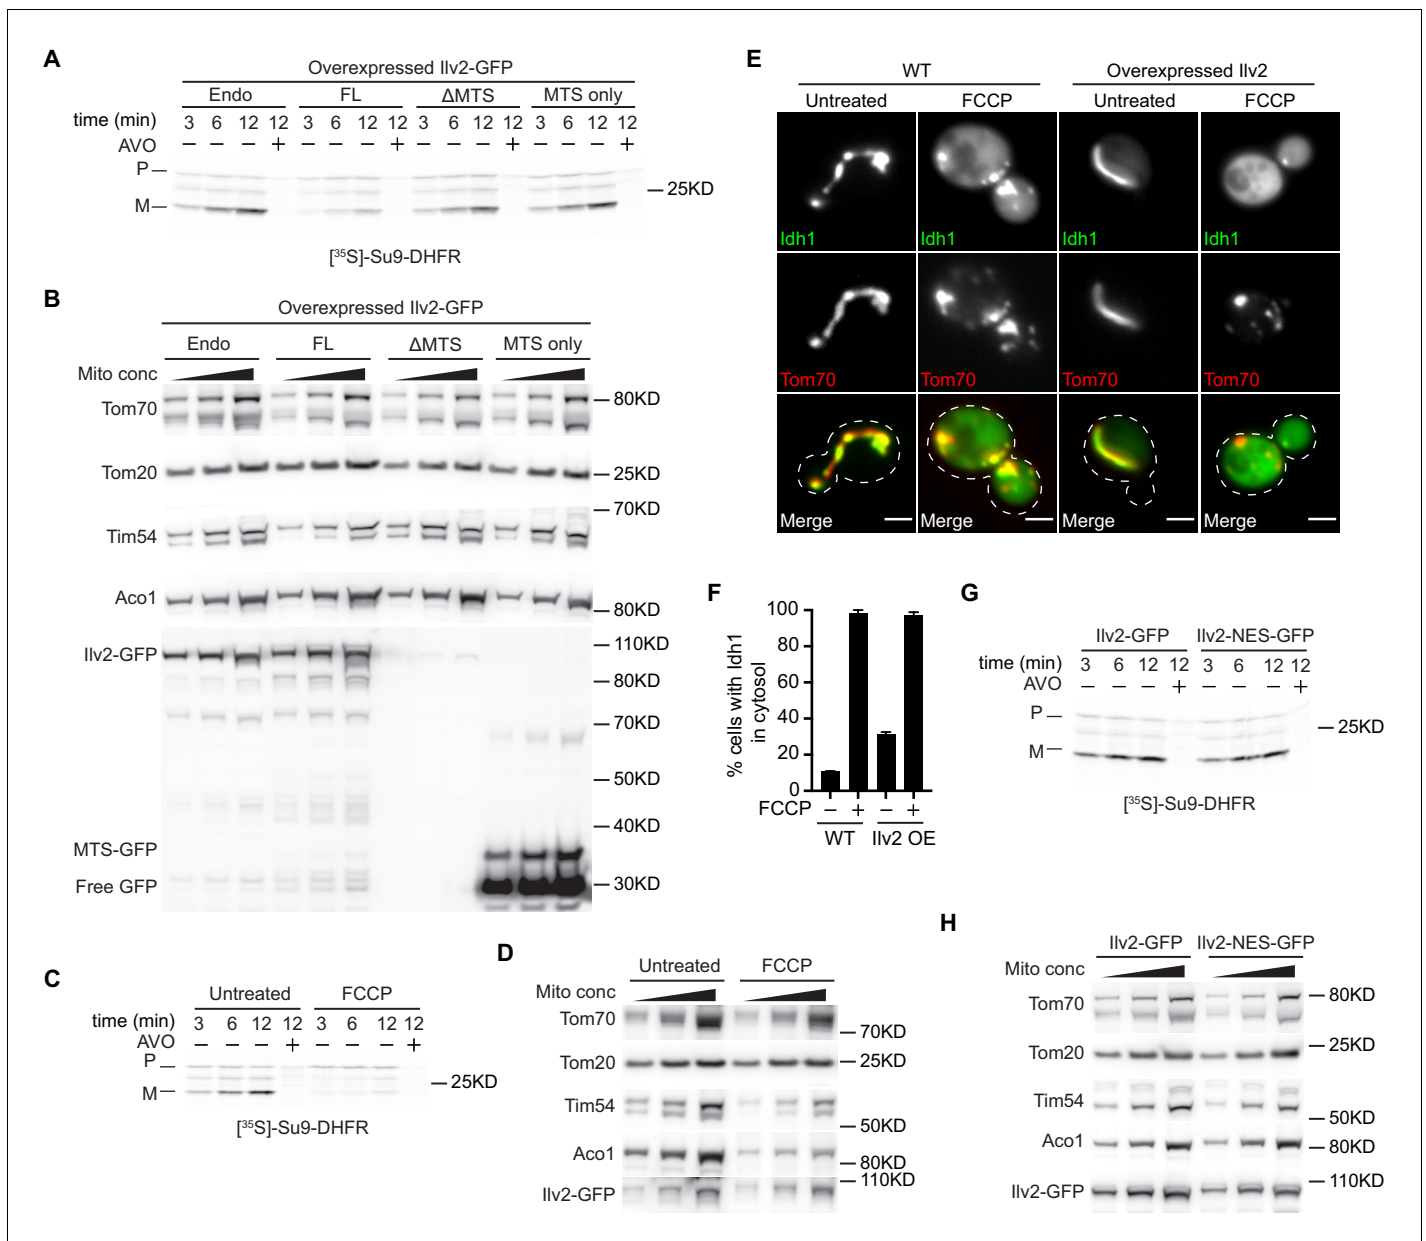 A
Overexpressed Ilv2-GFP
Endo FL ΔMTS MTS only
time (min) 3 6 12 12 3 6 12 12 3 6 12 12 3 6 12 12
AVO – – – + – – – + – – – + – – – +
P
25KD
M
[35S]-Su9-DHFR
B
Overexpressed Ilv2-GFP
Endo FL ΔMTS MTS only
Mito conc
Tom70
80KD
Tom20
25KD
70KD
Tim54
Aco1
80KD
Ilv2-GFP
110KD
80KD
70KD
50KD
40KD
MTS-GFP
Free GFP
30KD
C
Untreated FCCP
time (min) 3 6 12 12 3 6 12 12
AVO – – – + – – – +
P
25KD
M
[35S]-Su9-DHFR
D
Untreated FCCP
Mito conc
Tom70
70KD
Tom20
25KD
Tim54
50KD
Aco1
80KD
110KD
Ilv2-GFP
E
WT Overexpressed Ilv2
Untreated FCCP Untreated FCCP
Idh1 Idh1 Idh1 Idh1
Tom70 Tom70 Tom70 Tom70
Merge Merge Merge Merge
F
% cells with Idh1
in cytosol
100
80
60
40
20
0
FCCP – + – +
WT Ilv2 OE
G
Ilv2-GFP Ilv2-NES-GFP
time (min) 3 6 12 12 3 6 12 12
AVO – – – + – – – +
P
25KD
M
[35S]-Su9-DHFR
H
Ilv2-GFP Ilv2-NES-GFP
Mito conc
Tom70
80KD
Tom20
25KD
Tim54
50KD
Aco1
80KD
Ilv2-GFP
110KD